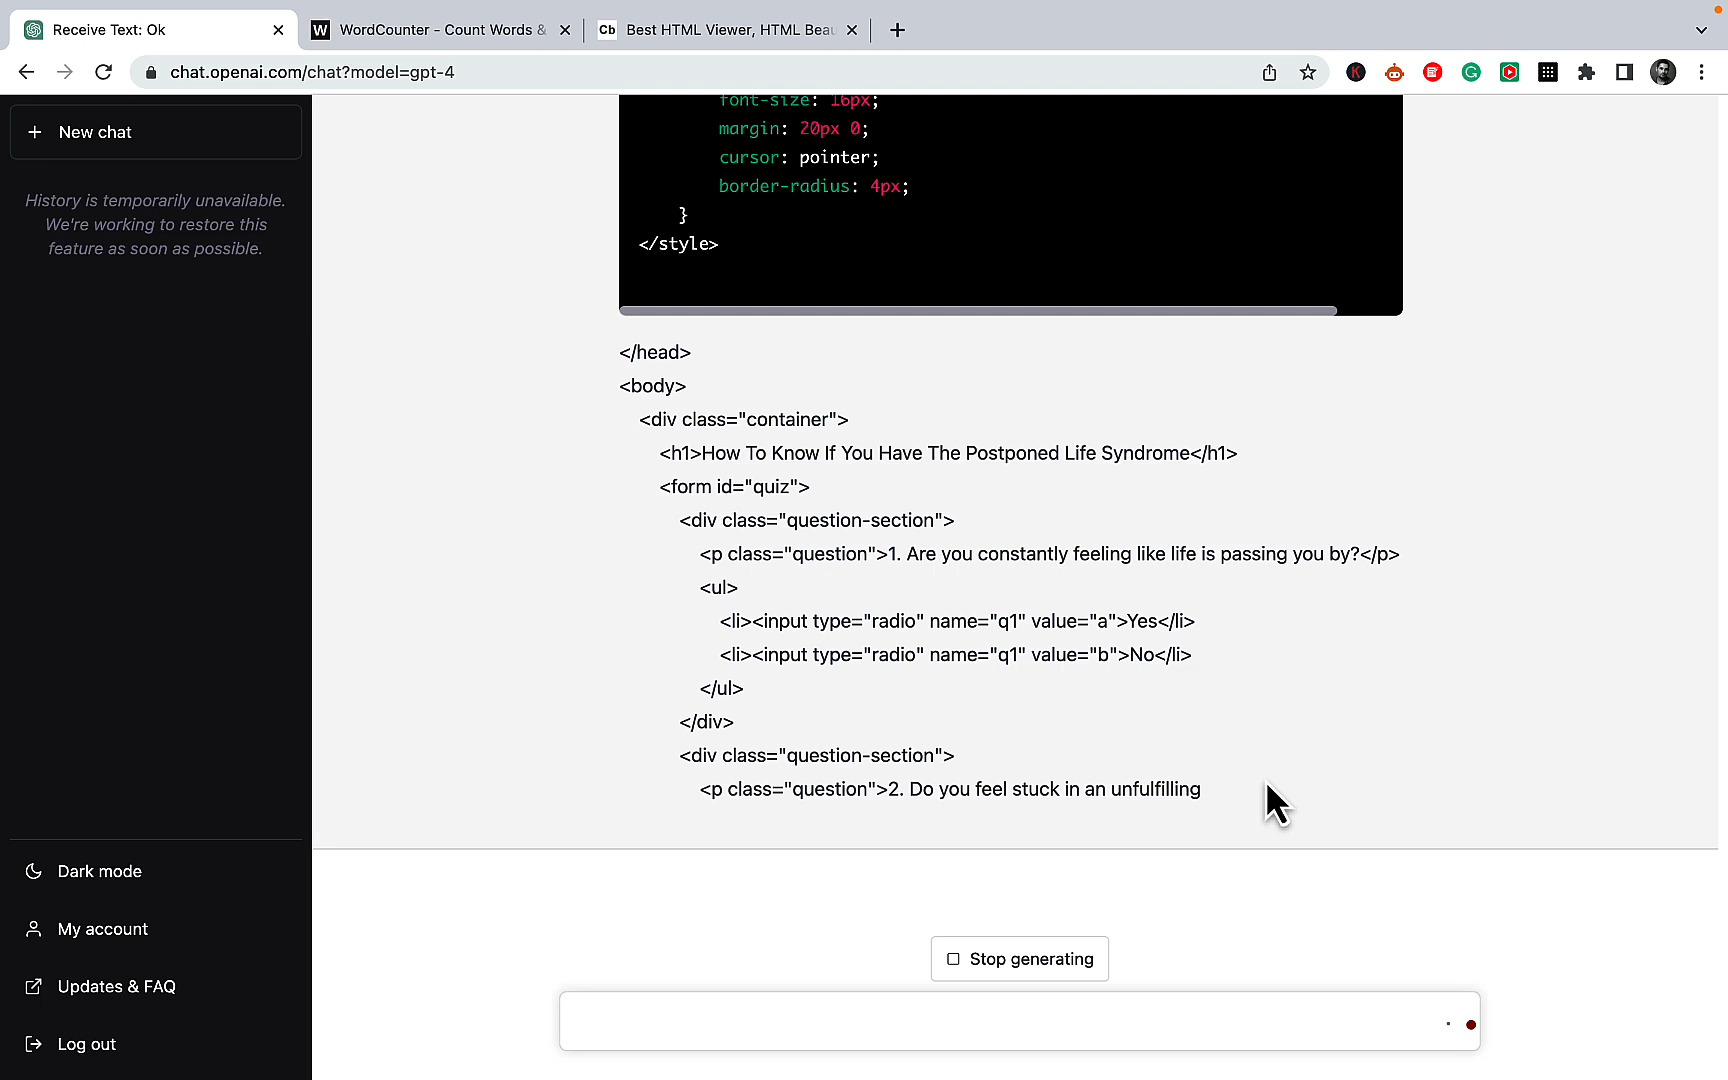 Receive Text: Ok
WordCounter - Count Words &
Cb Best HTML Viewer, HTML Beau
chat.openai.com/chat?model=gpt-4
New chat
History is temporarily unavailable.
We're working to restore this
feature as soon as possible.
font-size: 16px;
margin: 20px 0;
cursor: pointer;
border-radius: 4px;
}
</style>
</head>
<body>
<div class="container">
<h1>How To Know If You Have The Postponed Life Syndrome</h1>
<form id="quiz">
<div class="question-section">
<p class="question">1. Are you constantly feeling like life is passing you by?</p>
<ul>
<li><input type="radio" name="q1" value="a">Yes</li>
<li><input type="radio" name="q1" value="b">No</li>
</ul>
</div>
<div class="question-section">
<p class="question">2. Do you feel stuck in an unfulfilling
Dark mode
My account
Updates & FAQ
Log out
Stop generating